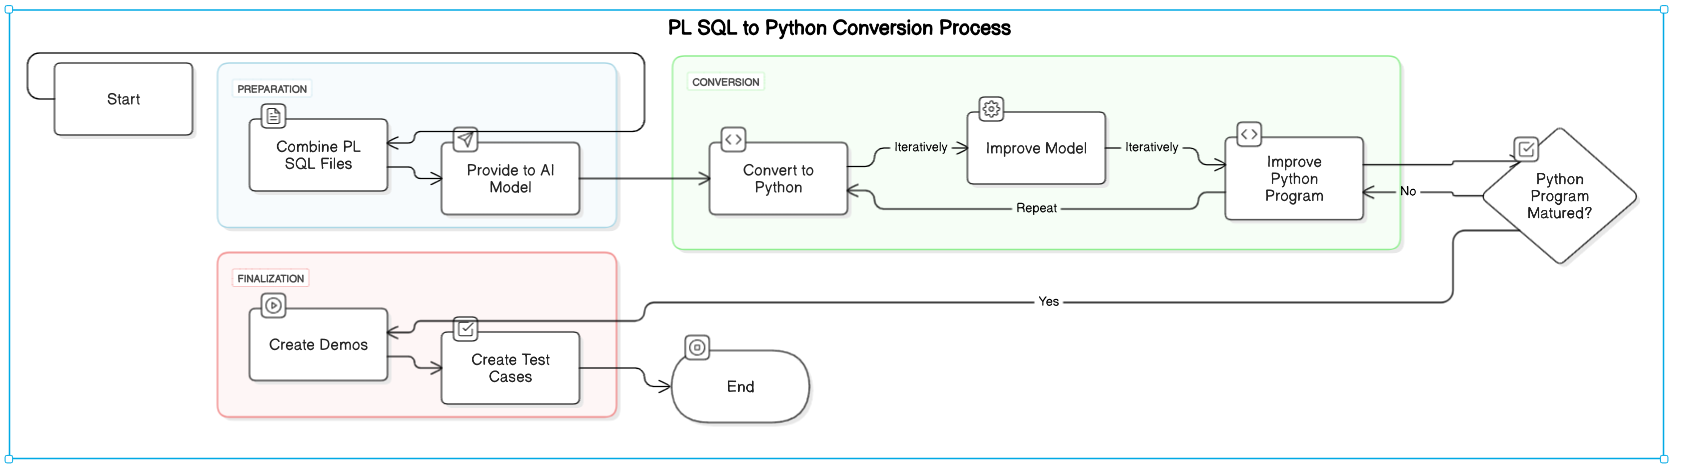 PL SQL to Python Conversion Process
Start
PREPARATION
Combine PL
SQL Files
Provide to AI
Model
CONVERSION
Convert to
Python
Iteratively
Improve Model
Iteratively
Improve
Python
Program
Repeat
No
Python
Program
Matured?
Yes
FINALIZATION
Create Demos
Create Test
Cases
End